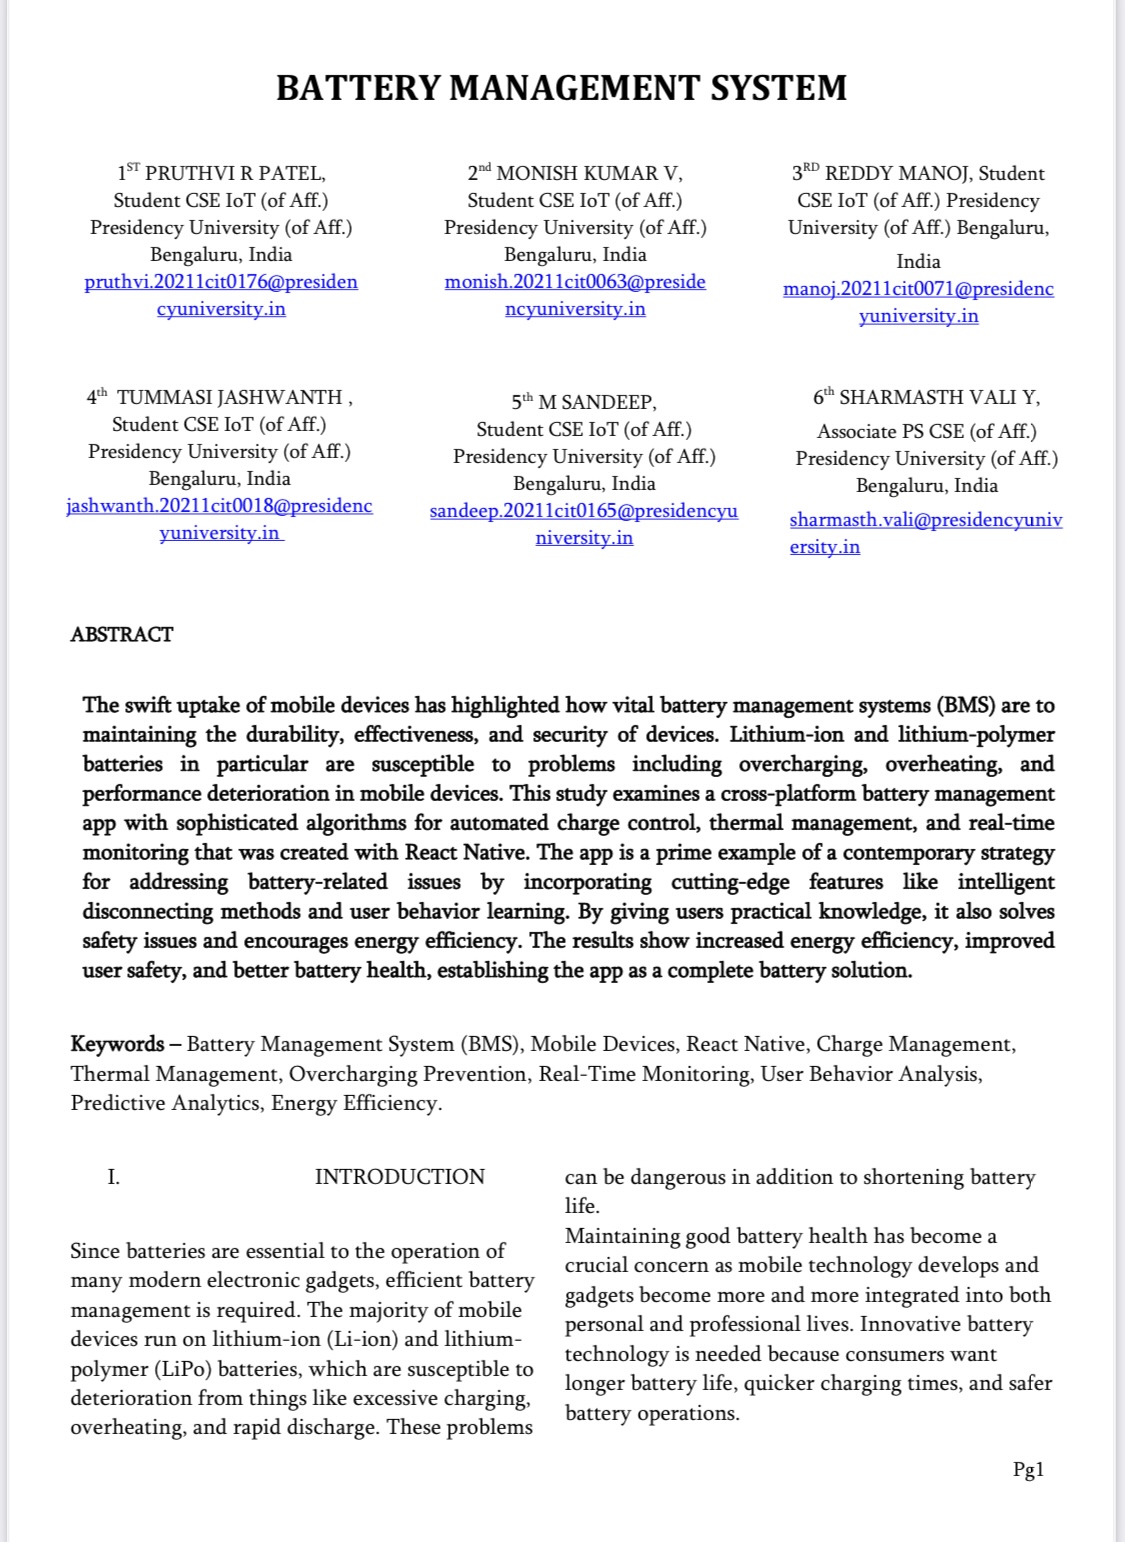 BATTERY MANAGEMENT SYSTEM
1ST PRUTHVI R PATEL,
Student CSE IoT (of Aff.)
Presidency University (of Aff.)
Bengaluru, India
pruthvi.20211cit0176@presiden
cyuniversity.in
2nd MONISH KUMAR V,
Student CSE IoT (of Aff.)
Presidency University (of Aff.)
Bengaluru, India
monish.20211cit0063@preside
ncyuniversity.in
3RD REDDY MANOJ, Student
CSE IoT (of Aff.) Presidency
University (of Aff.) Bengaluru,
India
manoj.20211cit0071@presidenc
yuniversity.in
4th TUMMASI JASHWANTH ,
Student CSE IoT (of Aff.)
Presidency University (of Aff.)
Bengaluru, India
jashwanth.20211cit0018@presidenc
yuniversity.in
5th M SANDEEP,
Student CSE IoT (of Aff.)
Presidency University (of Aff.)
Bengaluru, India
sandeep.20211cit0165@presidencyu
niversity.in
6th SHARMASTH VALI Y,
Associate PS CSE (of Aff.)
Presidency University (of Aff.)
Bengaluru, India
sharmasth.vali@presidencyuniv
ersity.in
ABSTRACT
The swift uptake of mobile devices has highlighted how vital battery management systems (BMS) are to
maintaining the durability, effectiveness, and security of devices. Lithium-ion and lithium-polymer
batteries in particular are susceptible to problems including overcharging, overheating, and
performance deterioration in mobile devices. This study examines a cross-platform battery management
app with sophisticated algorithms for automated charge control, thermal management, and real-time
monitoring that was created with React Native. The app is a prime example of a contemporary strategy
for addressing battery-related issues by incorporating cutting-edge features like intelligent
disconnecting methods and user behavior learning. By giving users practical knowledge, it also solves
safety issues and encourages energy efficiency. The results show increased energy efficiency, improved
user safety, and better battery health, establishing the app as a complete battery solution.
Keywords – Battery Management System (BMS), Mobile Devices, React Native, Charge Management,
Thermal Management, Overcharging Prevention, Real-Time Monitoring, User Behavior Analysis,
Predictive Analytics, Energy Efficiency.
I. INTRODUCTION
Since batteries are essential to the operation of
many modern electronic gadgets, efficient battery
management is required. The majority of mobile
devices run on lithium-ion (Li-ion) and lithium-
polymer (LiPo) batteries, which are susceptible to
deterioration from things like excessive charging,
overheating, and rapid discharge. These problems
can be dangerous in addition to shortening battery
life.
Maintaining good battery health has become a
crucial concern as mobile technology develops and
gadgets become more and more integrated into both
personal and professional lives. Innovative battery
technology is needed because consumers want
longer battery life, quicker charging times, and safer
battery operations.
Pg1